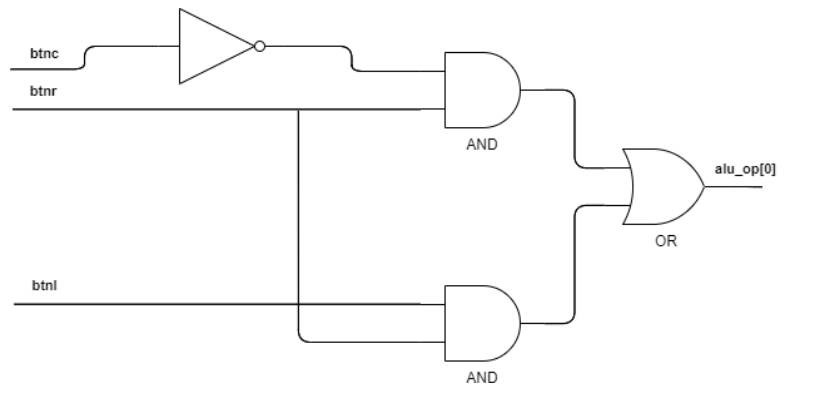 btnc
btnr
AND
alu_op[0]
OR
btnl
AND